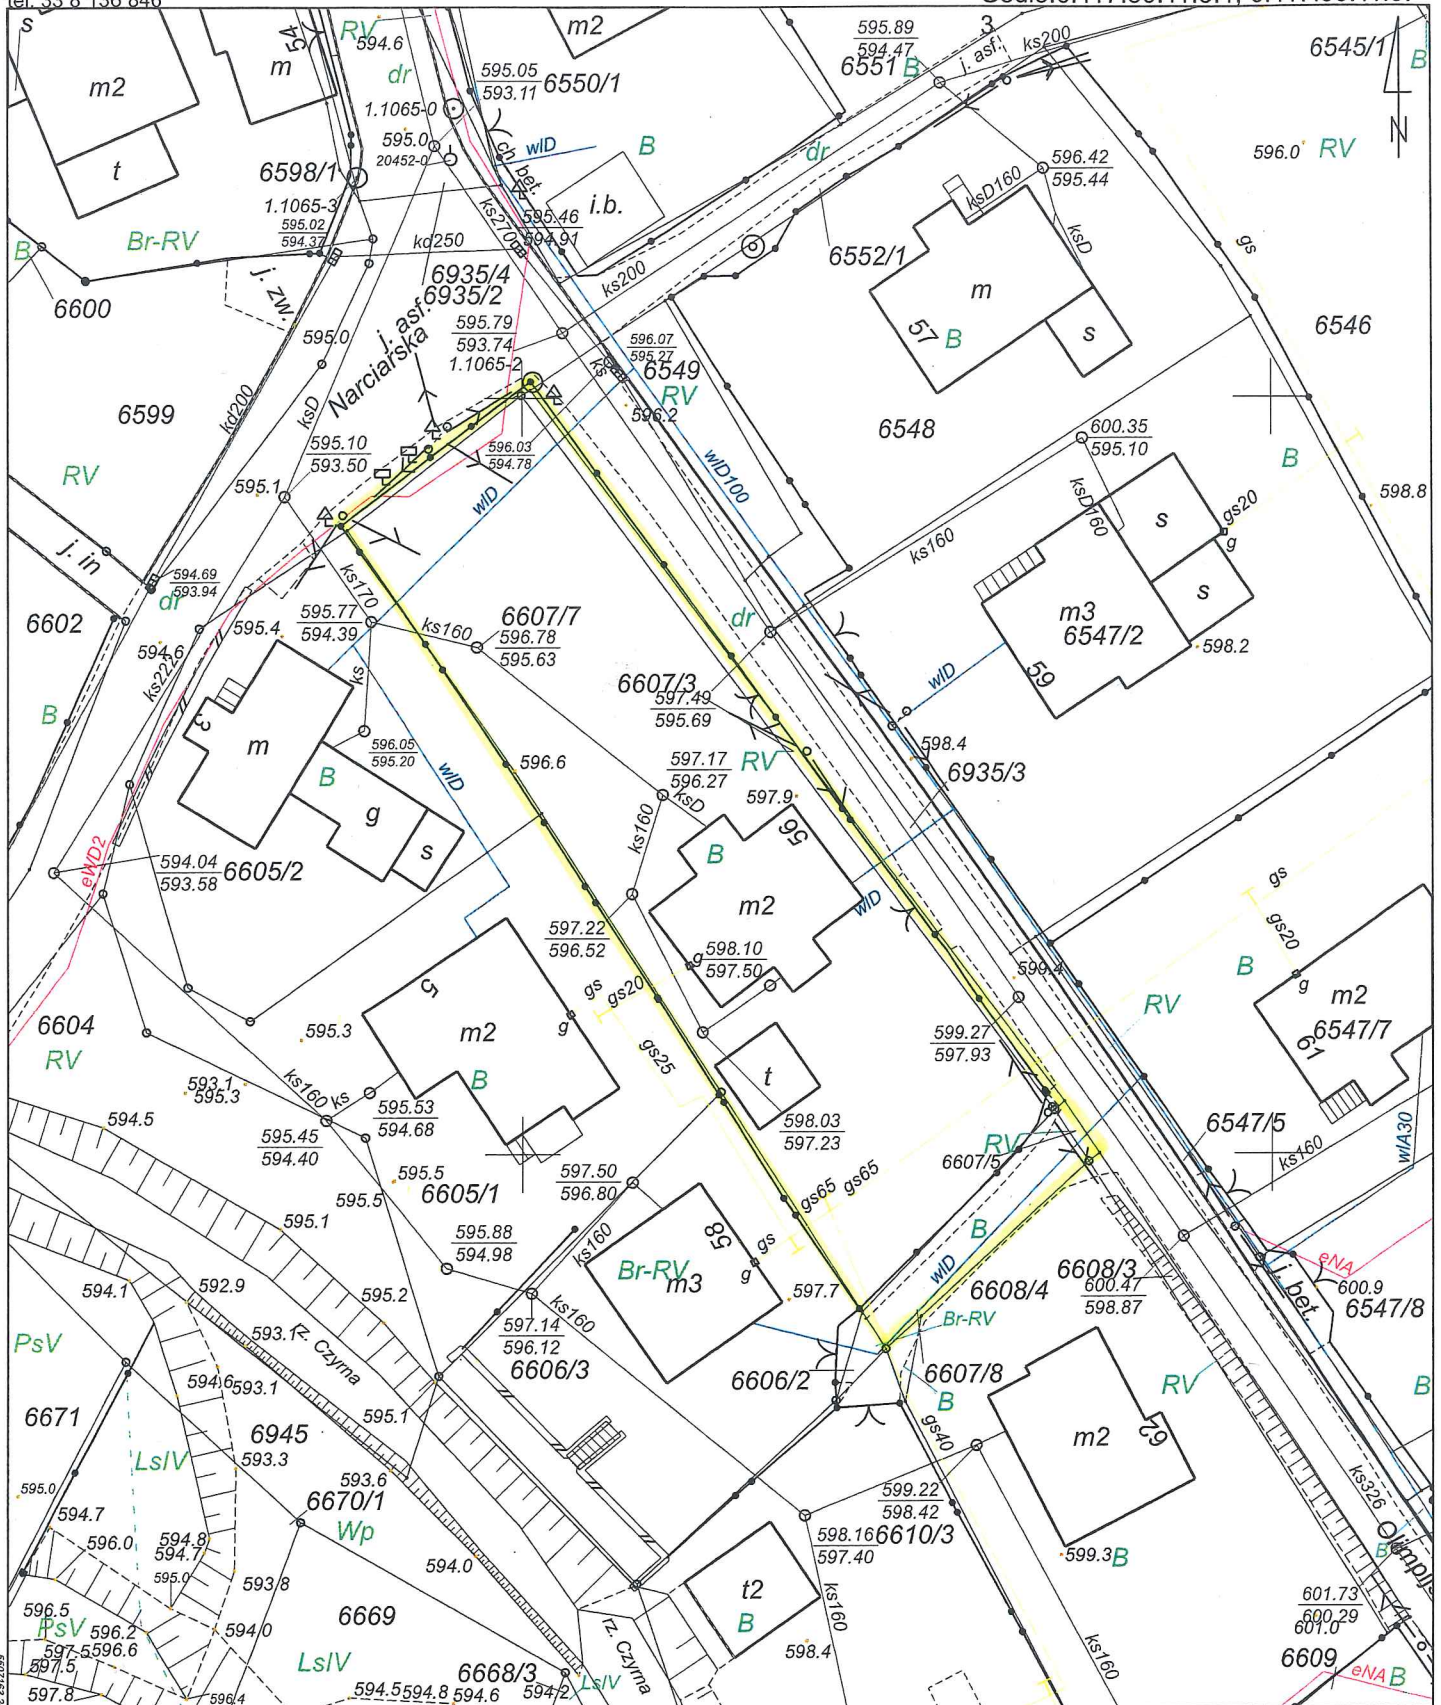 tel. 33 8 136 846
s
m2
t
54
m
RV
594.6
dr
m2
595.05
593.11
6550/1
1.1065-0
595.0
20452-0
ch. bet.
wlD
B
i.b.
595.89
594.47
6551
B
3
j. asf.
ks200
6545/1
B
N
596.0
RV
596.42
595.44
ksD160
ksD
dr
6598/1
1.1065-3
595.02
594.37
Br-RV
B
6600
j. zw.
kd250
ks270
595.46
594.91
6935/4
6935/2
ks200
6552/1
m
57
B
s
gs
6546
595.0
j. asf.
Narciarska
595.79
593.74
1.1065-2
596.07
595.27
ks
6549
RV
596.2
6599
kd200
ksD
RV
595.10
593.50
595.1
596.03
594.78
wlD
wlD100
6548
600.35
595.10
ksD160
B
598.8
s
gs20
g
ks160
j. in
594.69
593.94
dr
6602
594.6
595.4
ks222
ks170
595.77
594.39
ks160
6607/7
596.78
595.63
dr
m3
6547/2
59
s
598.2
B
3
m
ks
596.05
595.20
B
g
s
wlD
596.6
6607/3
597.49
595.69
RV
597.17
596.27
ksD
597.9
wlD
598.4
6935/3
eWD2
594.04
593.58
6605/2
ks160
B
56
m2
wlD
g
598.10
597.50
597.22
596.52
gs
gs20
gs25
5
m2
g
B
gs
gs20
B
g
m2
6547/7
61
599.4
RV
599.27
597.93
6604
RV
595.3
593.1
595.3
ks160
ks
595.53
594.68
595.45
594.40
594.5
t
598.03
597.23
RV
6607/5
6547/5
ks160
wlA30
595.5
595.5
6605/1
597.50
596.80
gs65
gs65
595.1
595.88
594.98
ks160
58
gs
Br-RV
m3
g
597.7
B
wlD
6608/4
6608/3
600.47
598.87
eNA
j. bet.
600.9
6547/8
594.1
592.9
595.2
593.1
rz. Czyrna
ks160
597.14
596.12
6606/3
PsV
594.6
593.1
Br-RV
6606/2
6607/8
B
RV
B
6671
6945
595.1
gs40
m2
62
LsIV
593.3
593.6
6670/1
Wp
595.0
594.7
596.0
594.8
594.7
595.0
594.0
593.8
599.22
598.42
598.16
597.40
6610/3
599.3
B
ks326
B
t2
B
ks160
596.5
PsV
596.2
594.0
6669
rz. Czyrna
598.4
601.73
600.29
601.0
597.5
596.6
597.5
LsIV
597.8
596.4
594.5
594.8
594.6
6668/3
594.2
LsIV
ks160
6609
eNA
B